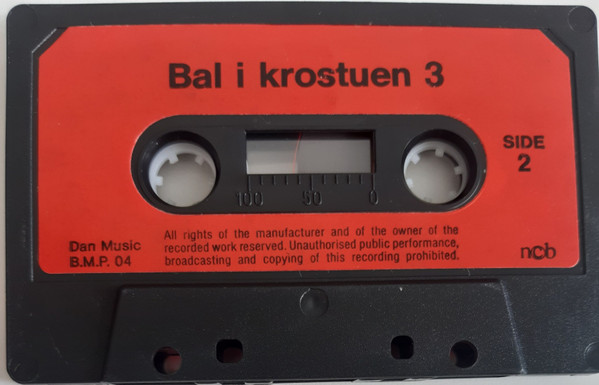 Bal i krostuen 3
SIDE
2
100 50 0
All rights of the manufacturer and of the owner of the
recorded work reserved. Unauthorised public performance,
broadcasting and copying of this recording prohibited.
Dan Music
B.M.P. 04
ncb